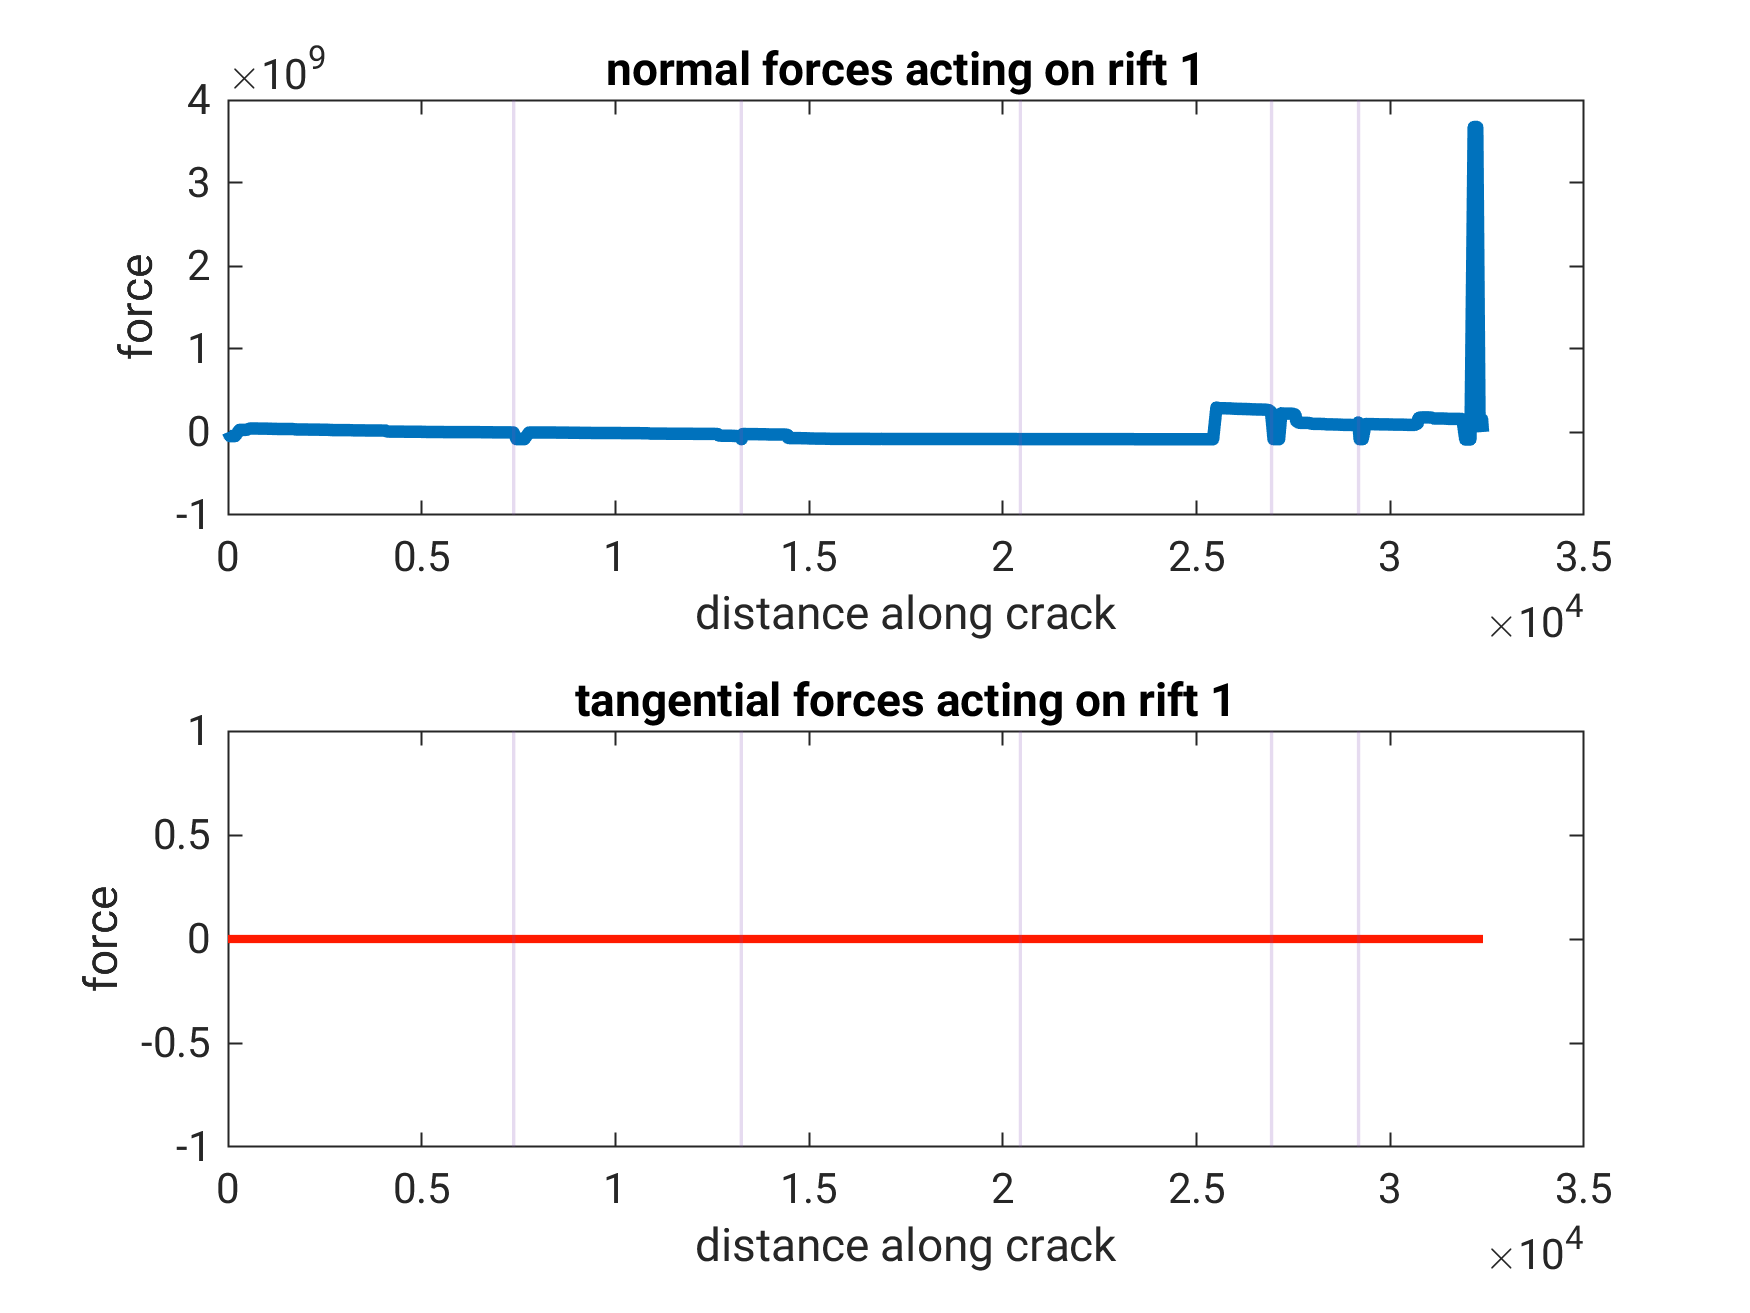 ×10^9
normal forces acting on rift 1
4
3
2
1
0
-1
force
0 0.5 1 1.5 2 2.5 3 3.5
distance along crack
×10^4
tangential forces acting on rift 1
1
0.5
0
-0.5
-1
force
0 0.5 1 1.5 2 2.5 3 3.5
distance along crack
×10^4